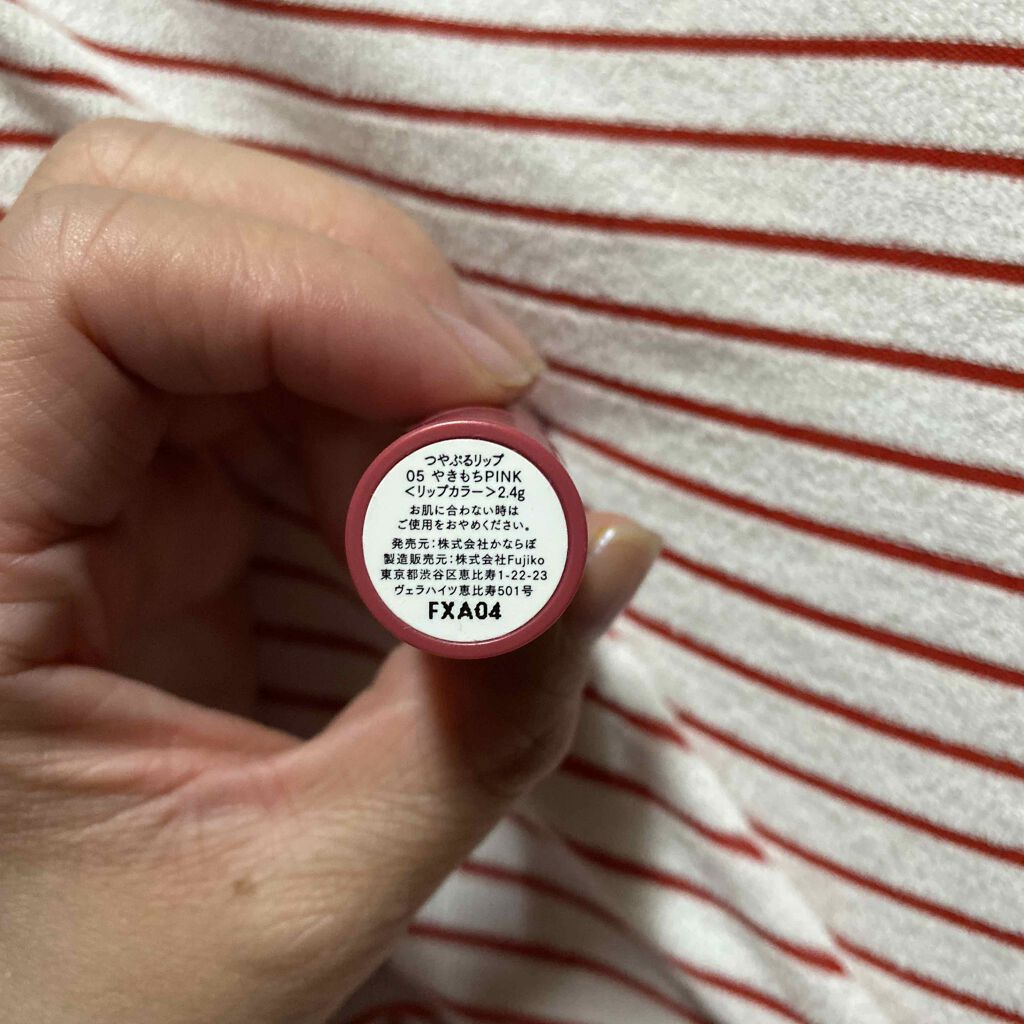 つやぷるリップ
05 やきもちPINK
＜リップカラー＞2.4g
お肌に合わない時は
ご使用をおやめください。
発売元：株式会社かならぼ
製造販売元：株式会社Fujiko
東京都渋谷区恵比寿1-22-23
ヴェラハイツ恵比寿501号
FXA04